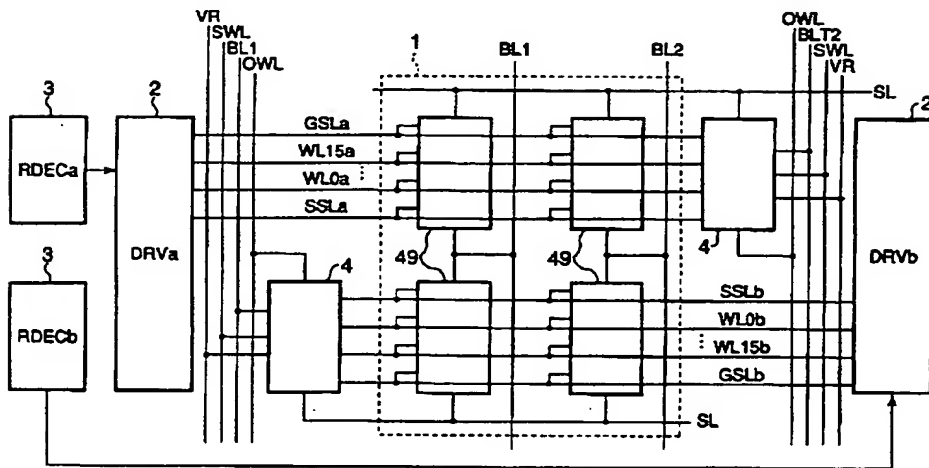 VR
SWL
BL1
OWL
1
BL1
BL2
OWL
BLT2
SWL
VR
SL
3
2
2
RDECa
DRVa
GSLa
WL15a
WL0a
SSLa
4
DRVb
3
RDECb
4
49
49
SSLb
WL0b
WL15b
GSLb
SL